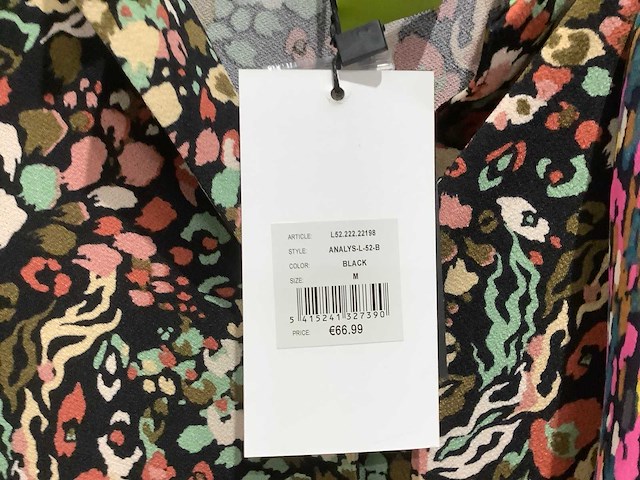 ARTICLE: L52.222.22198
STYLE: ANALYS-L-52-B
COLOR: BLACK
SIZE: M
5 415241 327390
PRICE: €66.99